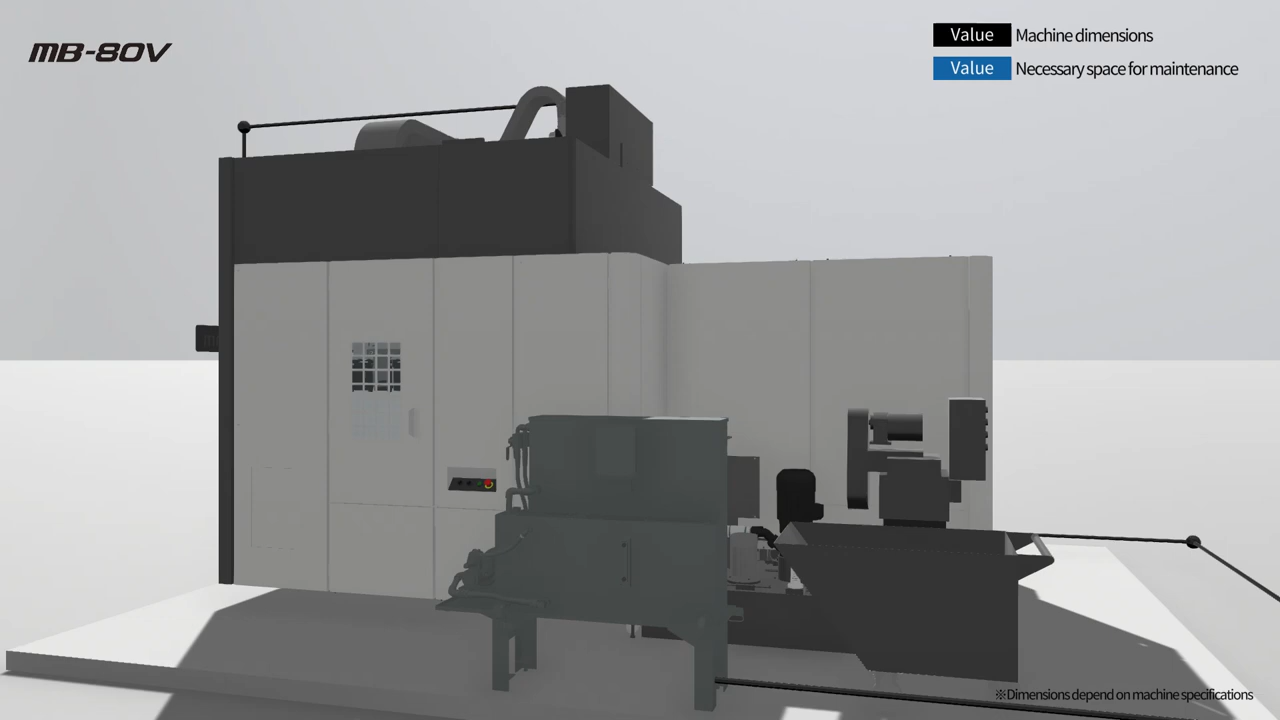 MB-80V
Value Machine dimensions
Value Necessary space for maintenance
※Dimensions depend on machine specifications